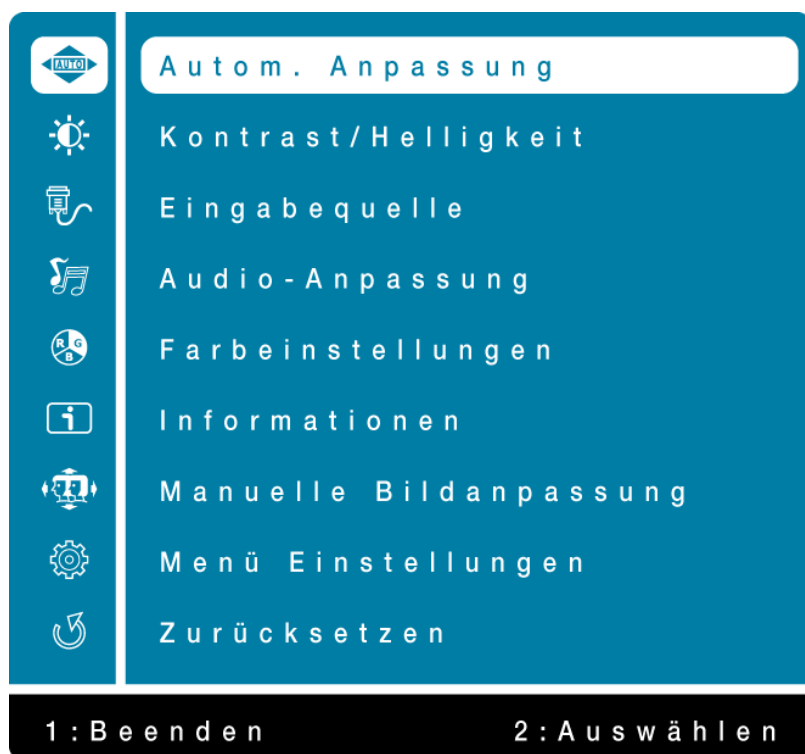 AUTO
Autom. Anpassung
Kontrast/Helligkeit
Eingabequelle
Audio-Anpassung
R G
B
Farbeinstellungen
i
Informationen
Manuelle Bildanpassung
Menü Einstellungen
Zurücksetzen
1:Beenden 2:Auswählen